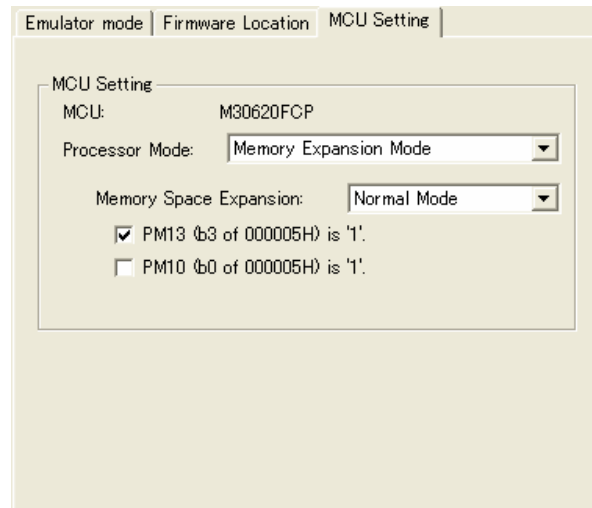 Emulator mode Firmware Location MCU Setting
MCU Setting
MCU: M30620FCP
Processor Mode: Memory Expansion Mode
Memory Space Expansion: Normal Mode
PM13 (b3 of 000005H) is '1'.
PM10 (b0 of 000005H) is '1'.